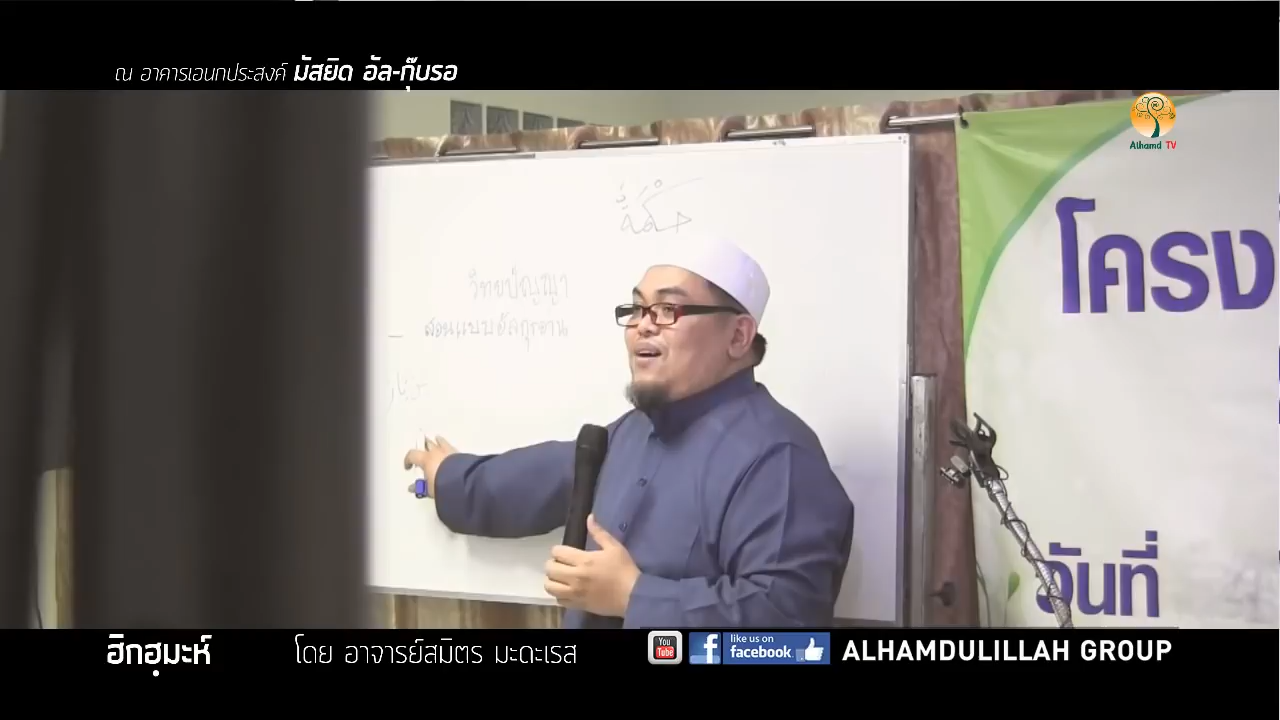 ณ อาคารเอนกประสงค์ มัสยิด อัล-กุ๊บรอ
Alhamd TV
โครง
วิทยปัญญา
- สอนแบบอัลกุรอาน
วันที่
ฮิกฮฺมะห์ โดย อาจารย์สมิตร มะดะเรส You Tube f like us on facebook. ALHAMDULILLAH GROUP